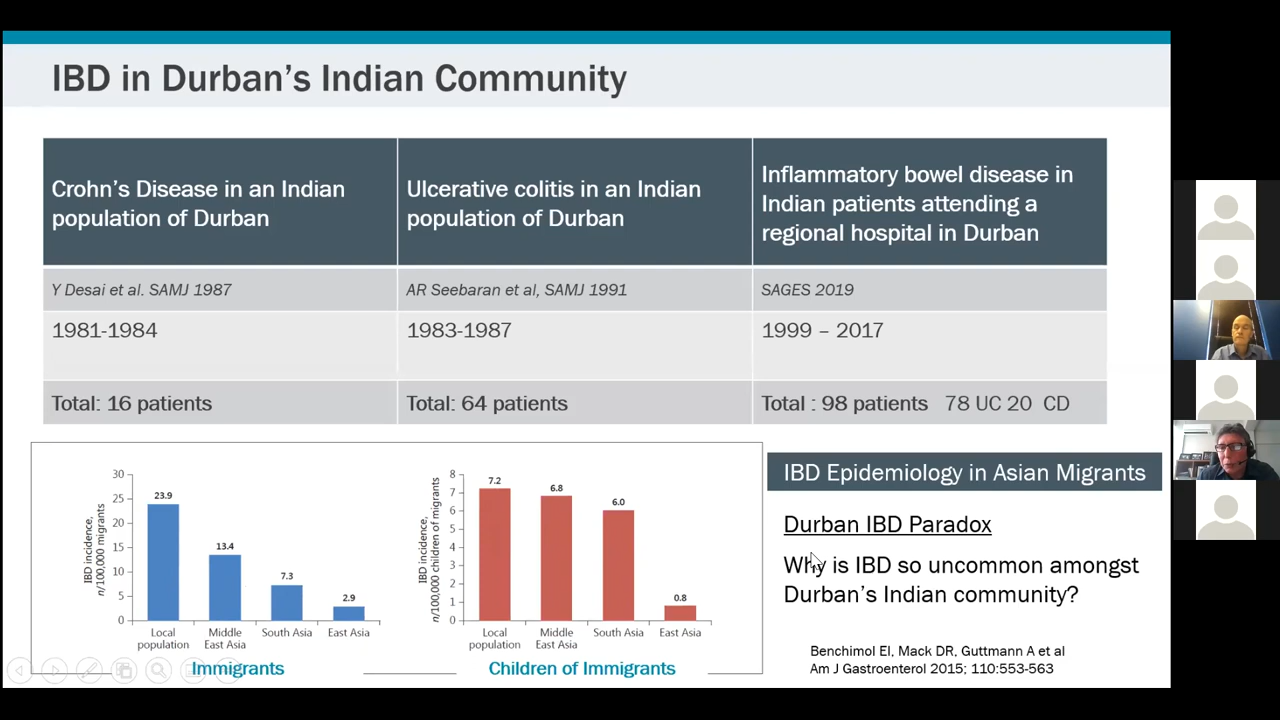 IBD in Durban's Indian Community
Crohn's Disease in an Indian
population of Durban
Ulcerative colitis in an Indian
population of Durban
Inflammatory bowel disease in
Indian patients attending a
regional hospital in Durban
Y Desai et al. SAMJ 1987
AR Seebaran et al, SAMJ 1991
SAGES 2019
1981-1984
1983-1987
1999 – 2017
Total: 16 patients
Total: 64 patients
Total : 98 patients 78 UC 20 CD
IBD incidence,
n/100,000 migrants
30
25
20
15
10
5
0
23.9
13.4
7.3
2.9
Local
population
Middle
East Asia
South Asia
East Asia
Immigrants
IBD incidence,
n/100,000 children of migrants
8
7
6
5
4
3
2
1
0
7.2
6.8
6.0
0.8
Local
population
Middle
East Asia
South Asia
East Asia
Children of Immigrants
IBD Epidemiology in Asian Migrants
Durban IBD Paradox
Why is IBD so uncommon amongst
Durban's Indian community?
Benchimol EI, Mack DR, Guttmann A et al
Am J Gastroenterol 2015; 110:553-563